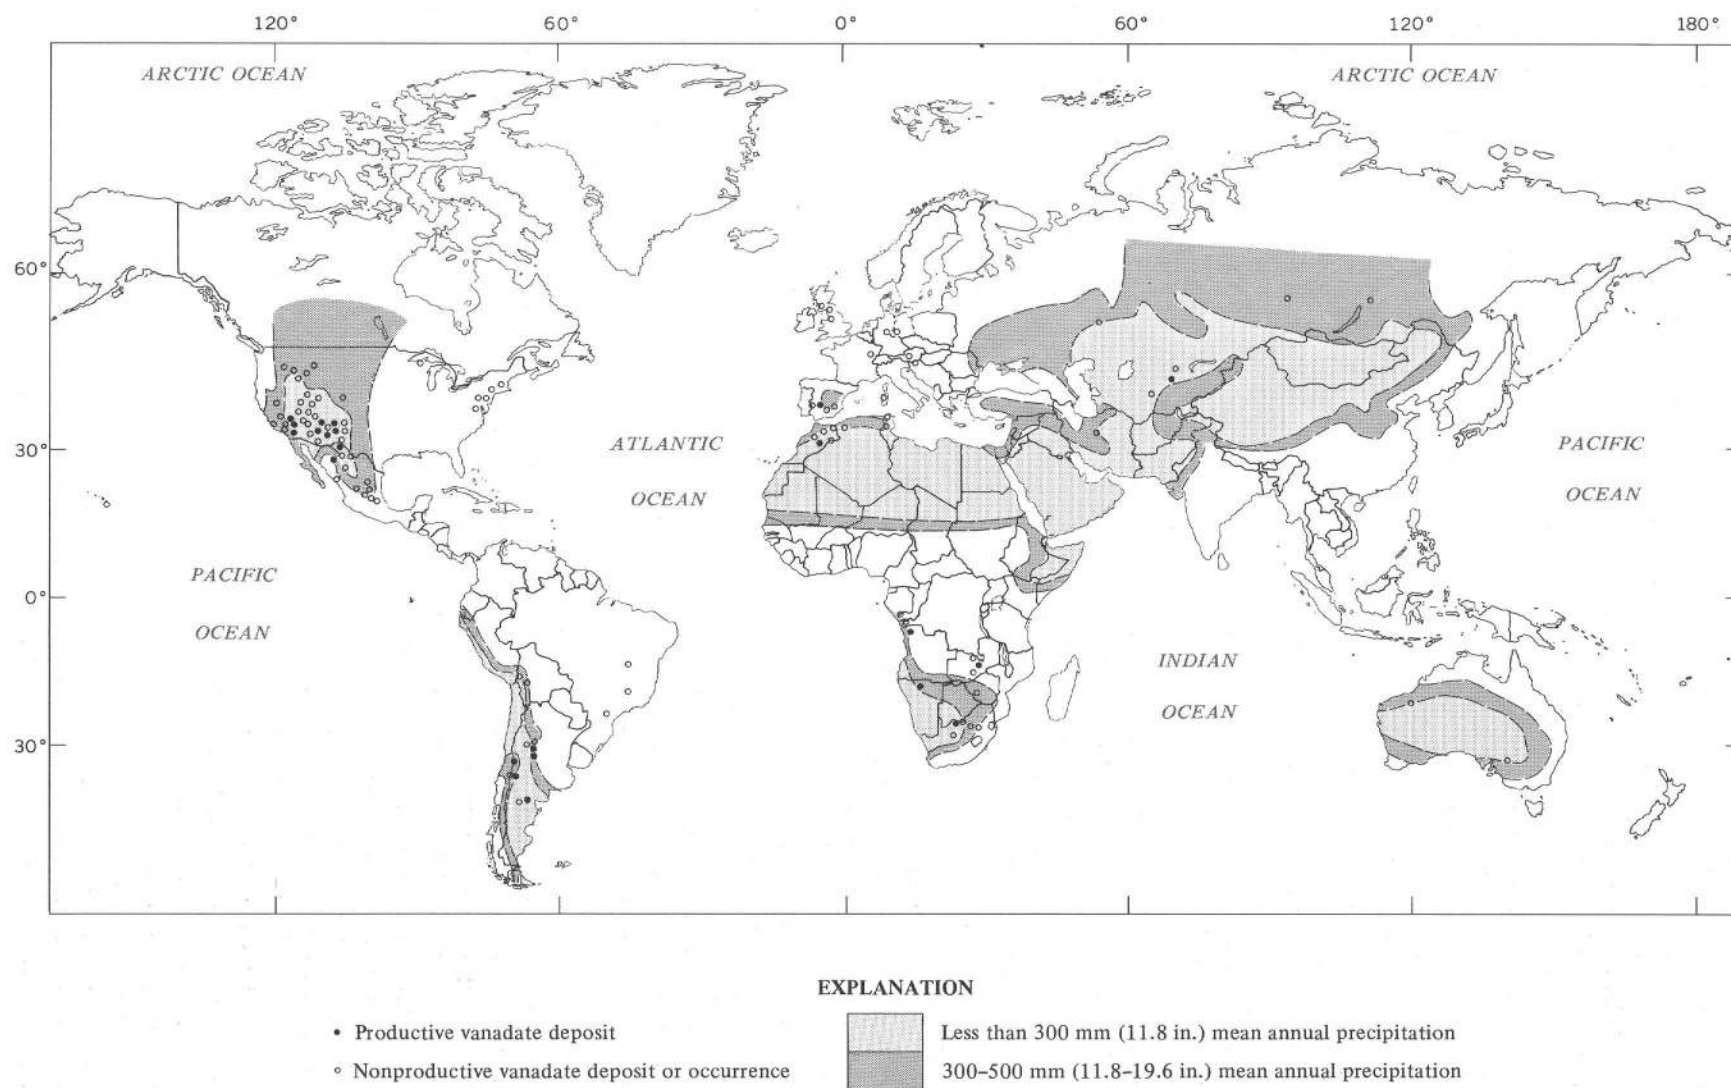 120° 60° 0° 60° 120° 180°
ARCTIC OCEAN ARCTIC OCEAN
60°
30°
ATLANTIC
OCEAN
PACIFIC
OCEAN
PACIFIC
OCEAN
0°
INDIAN
OCEAN
30°
EXPLANATION
Productive vanadate deposit
Nonproductive vanadate deposit or occurrence
Less than 300 mm (11.8 in.) mean annual precipitation
300–500 mm (11.8–19.6 in.) mean annual precipitation